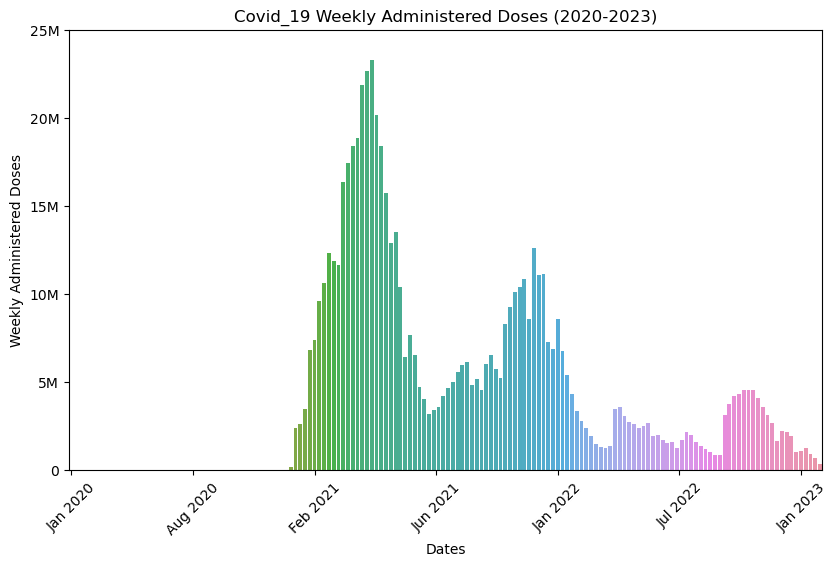 Covid_19 Weekly Administered Doses (2020-2023)
25M
20M
15M
10M
5M
0
Weekly Administered Doses
Jan 2020
Aug 2020
Feb 2021
Jun 2021
Jan 2022
Jul 2022
Jan 2023
Dates